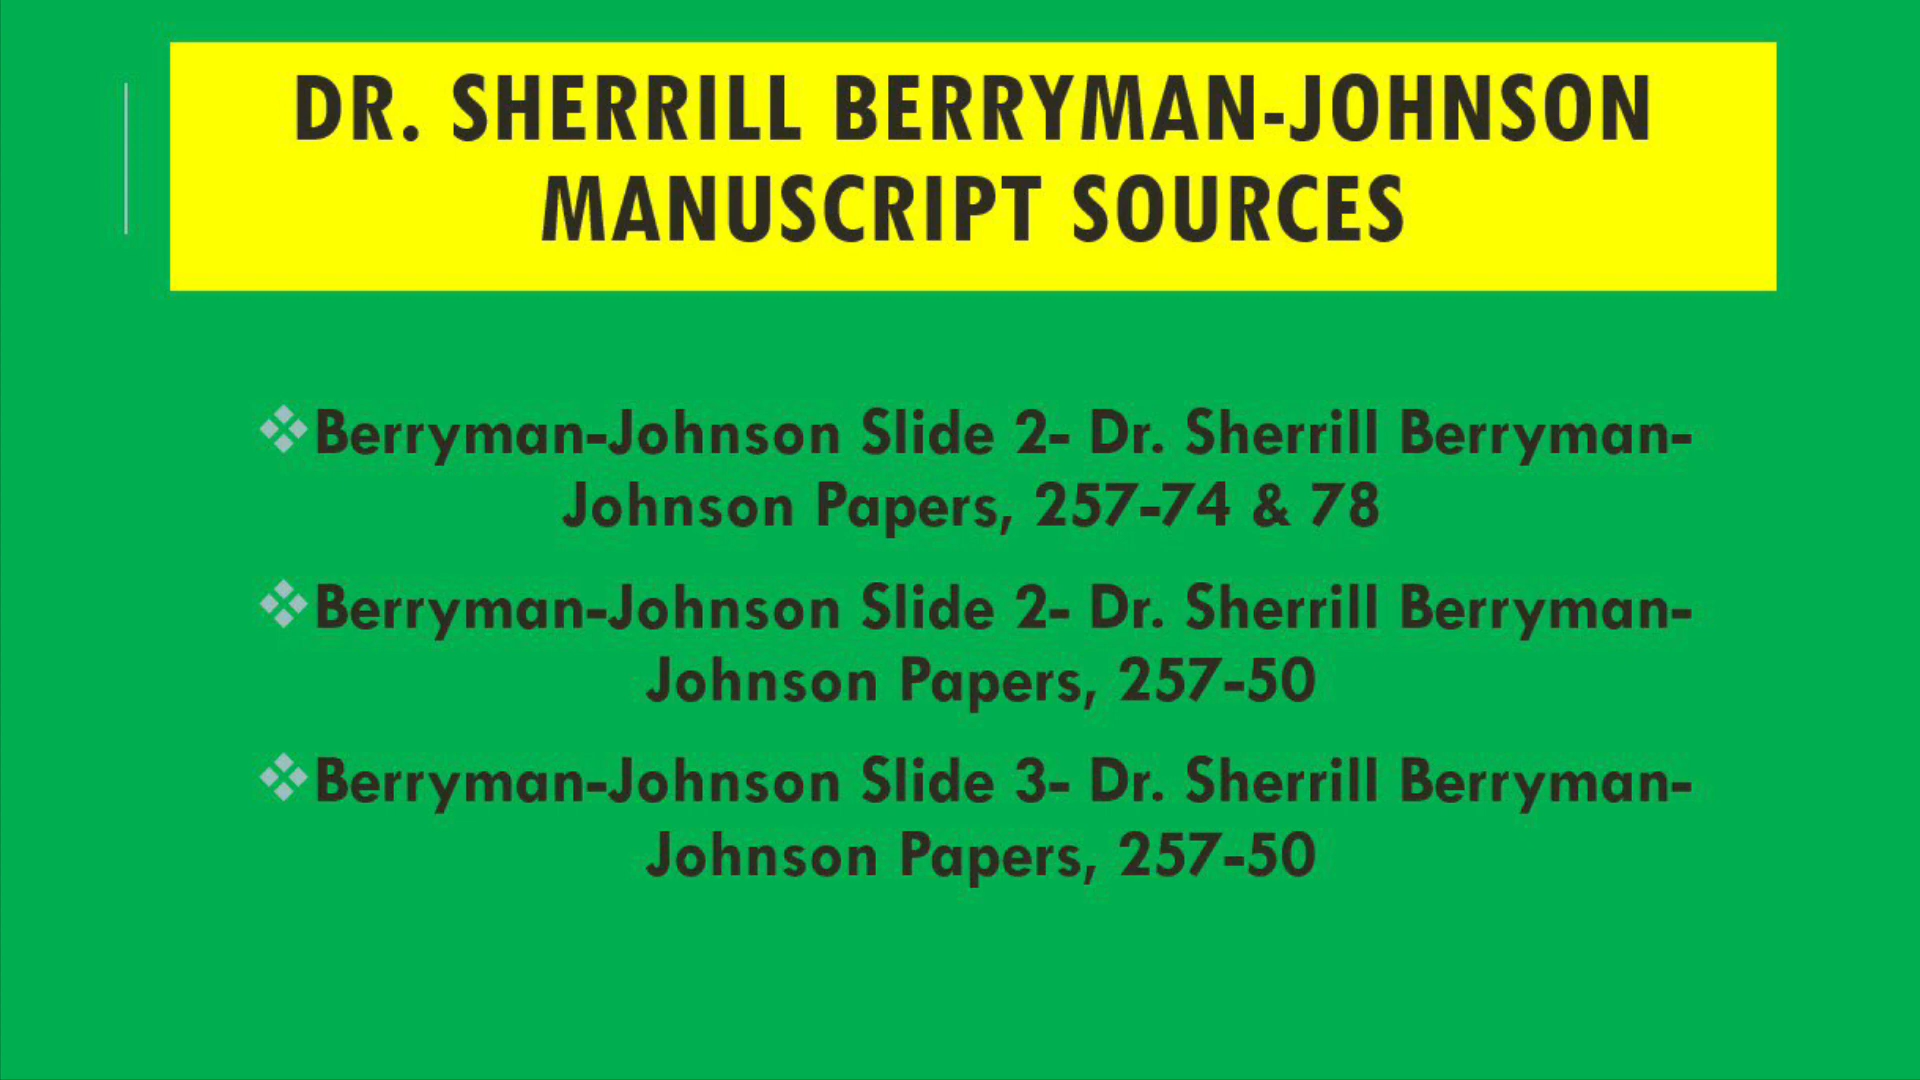 DR. SHERRILL BERRYMAN-JOHNSON
MANUSCRIPT SOURCES
❖Berryman-Johnson Slide 2- Dr. Sherrill Berryman-
Johnson Papers, 257-74 & 78
❖Berryman-Johnson Slide 2- Dr. Sherrill Berryman-
Johnson Papers, 257-50
❖Berryman-Johnson Slide 3- Dr. Sherrill Berryman-
Johnson Papers, 257-50